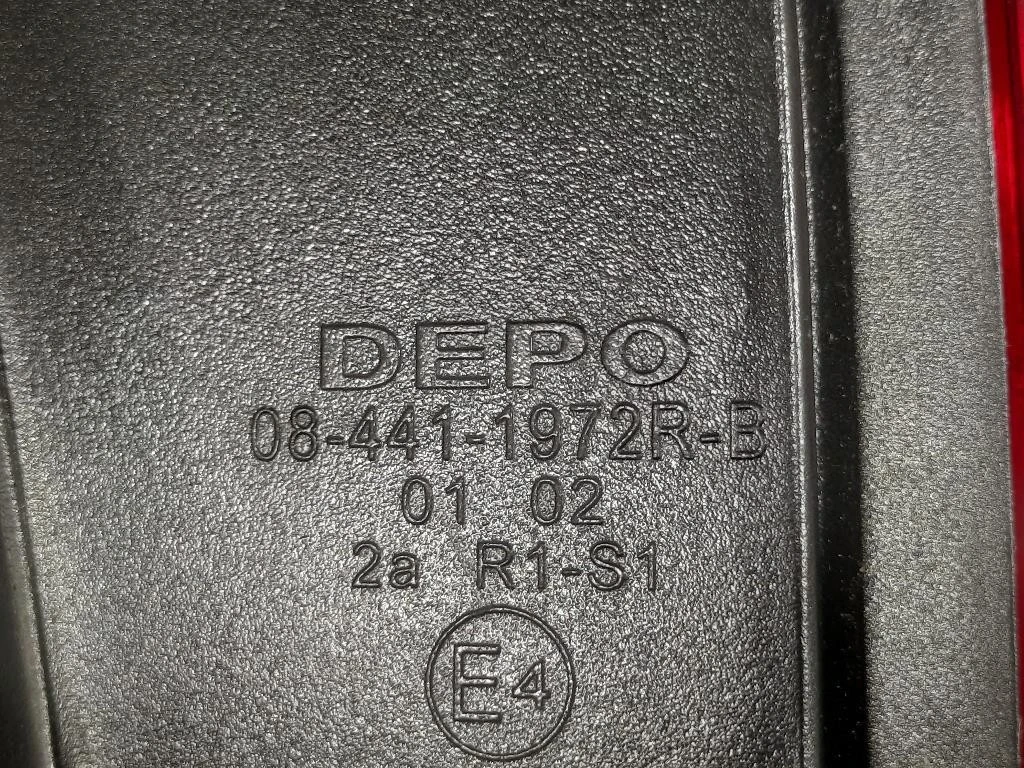 DEPO
08-441-1972R-B
01 02
2a R1-S1
E4